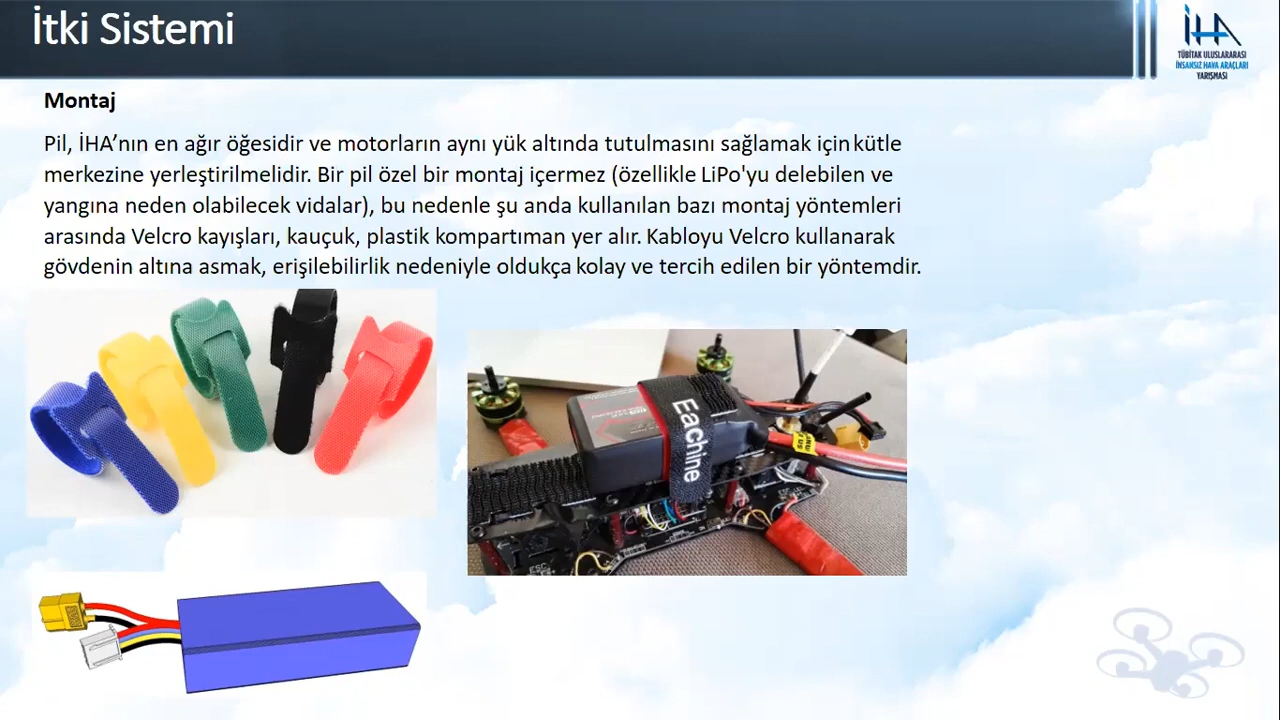 İtki Sistemi
İHA
TÜBİTAK ULUSLARARASI
İNSANSIZ HAVA ARAÇLARI
YARIŞMASI
Montaj
Pil, İHA’nın en ağır öğesidir ve motorların aynı yük altında tutulmasını sağlamak için kütle
merkezine yerleştirilmelidir. Bir pil özel bir montaj içermez (özellikle LiPo'yu delebilen ve
yangına neden olabilecek vidalar), bu nedenle şu anda kullanılan bazı montaj yöntemleri
arasında Velcro kayışları, kauçuk, plastik kompartıman yer alır. Kabloyu Velcro kullanarak
gövdenin altına asmak, erişilebilirlik nedeniyle oldukça kolay ve tercih edilen bir yöntemdir.
Eachine